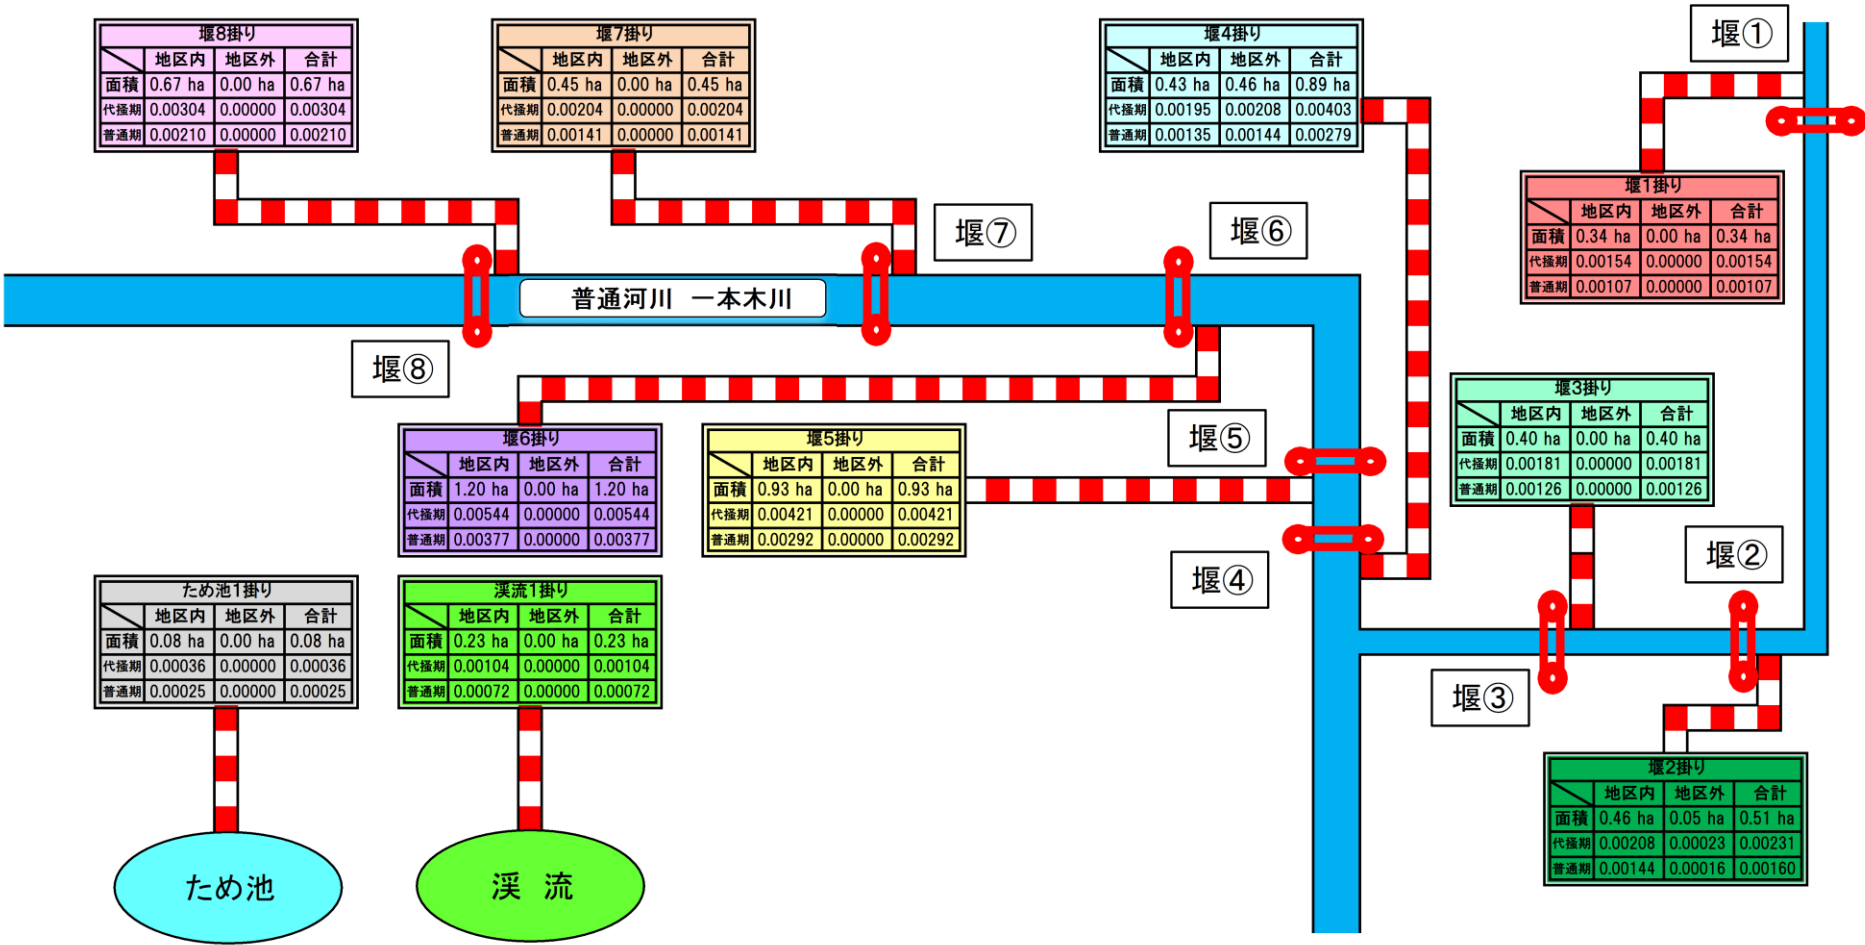 堰①
堰8掛り
地区内 地区外 合計
面積 0.67 ha 0.00 ha 0.67 ha
代掻期 0.00304 0.00000 0.00304
普通期 0.00210 0.00000 0.00210
堰7掛り
地区内 地区外 合計
面積 0.45 ha 0.00 ha 0.45 ha
代掻期 0.00204 0.00000 0.00204
普通期 0.00141 0.00000 0.00141
堰4掛り
地区内 地区外 合計
面積 0.43 ha 0.46 ha 0.89 ha
代掻期 0.00195 0.00208 0.00403
普通期 0.00135 0.00144 0.00279
堰1掛り
地区内 地区外 合計
面積 0.34 ha 0.00 ha 0.34 ha
代掻期 0.00154 0.00000 0.00154
普通期 0.00107 0.00000 0.00107
堰⑦
堰⑥
普通河川 一本木川
堰⑧
堰3掛り
地区内 地区外 合計
面積 0.40 ha 0.00 ha 0.40 ha
代掻期 0.00181 0.00000 0.00181
普通期 0.00126 0.00000 0.00126
堰⑤
堰6掛り
地区内 地区外 合計
面積 1.20 ha 0.00 ha 1.20 ha
代掻期 0.00544 0.00000 0.00544
普通期 0.00377 0.00000 0.00377
堰5掛り
地区内 地区外 合計
面積 0.93 ha 0.00 ha 0.93 ha
代掻期 0.00421 0.00000 0.00421
普通期 0.00292 0.00000 0.00292
堰②
堰④
ため池1掛り
地区内 地区外 合計
面積 0.08 ha 0.00 ha 0.08 ha
代掻期 0.00036 0.00000 0.00036
普通期 0.00025 0.00000 0.00025
渓流1掛り
地区内 地区外 合計
面積 0.23 ha 0.00 ha 0.23 ha
代掻期 0.00104 0.00000 0.00104
普通期 0.00072 0.00000 0.00072
堰③
堰2掛り
地区内 地区外 合計
面積 0.46 ha 0.05 ha 0.51 ha
代掻期 0.00208 0.00023 0.00231
普通期 0.00144 0.00016 0.00160
ため池
渓 流